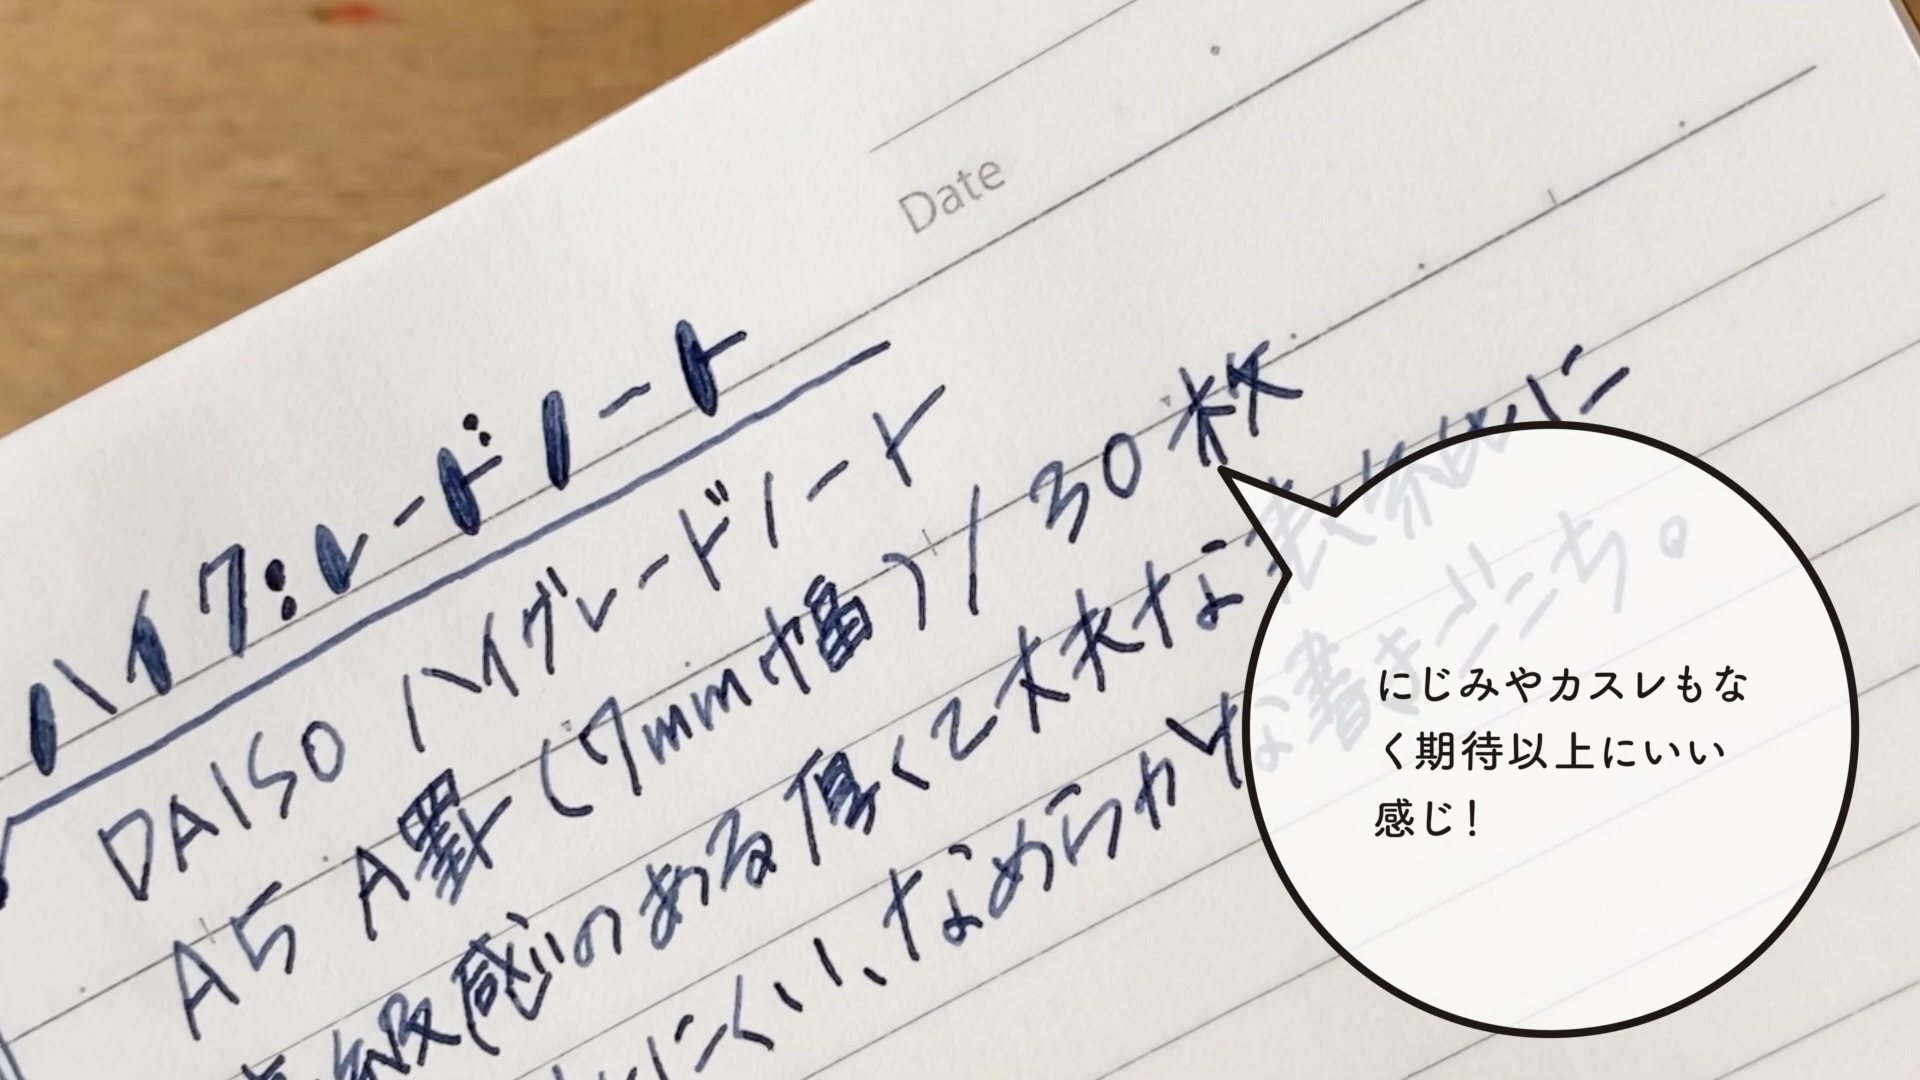 Date
ハイグレードノート
DAISO ハイグレードノート
A5 A罫(7mm幅)/30枚
級感のある厚くて丈夫な表紙に
にくい、なめらかな書きごこち。
にじみやカスレもな
く期待以上にいい
感じ!